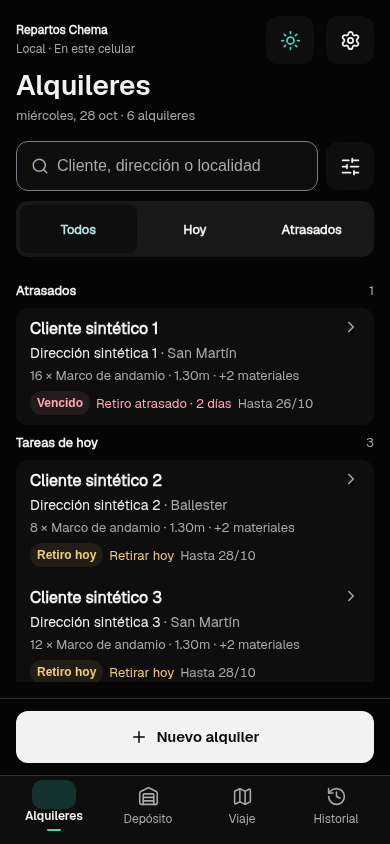 Repartos Chema
Local · En este celular
Alquileres
miércoles, 28 oct · 6 alquileres
Cliente, dirección o localidad
Todos
Hoy
Atrasados
Atrasados
1
Cliente sintético 1
Dirección sintética 1 · San Martín
16 × Marco de andamio · 1.30m · +2 materiales
Vencido Retiro atrasado · 2 días Hasta 26/10
Tareas de hoy
3
Cliente sintético 2
Dirección sintética 2 · Ballester
8 × Marco de andamio · 1.30m · +2 materiales
Retiro hoy Retirar hoy Hasta 28/10
Cliente sintético 3
Dirección sintética 3 · San Martín
12 × Marco de andamio · 1.30m · +2 materiales
Retiro hoy Retirar hoy Hasta 28/10
Nuevo alquiler
Alquileres
Depósito
Viaje
Historial